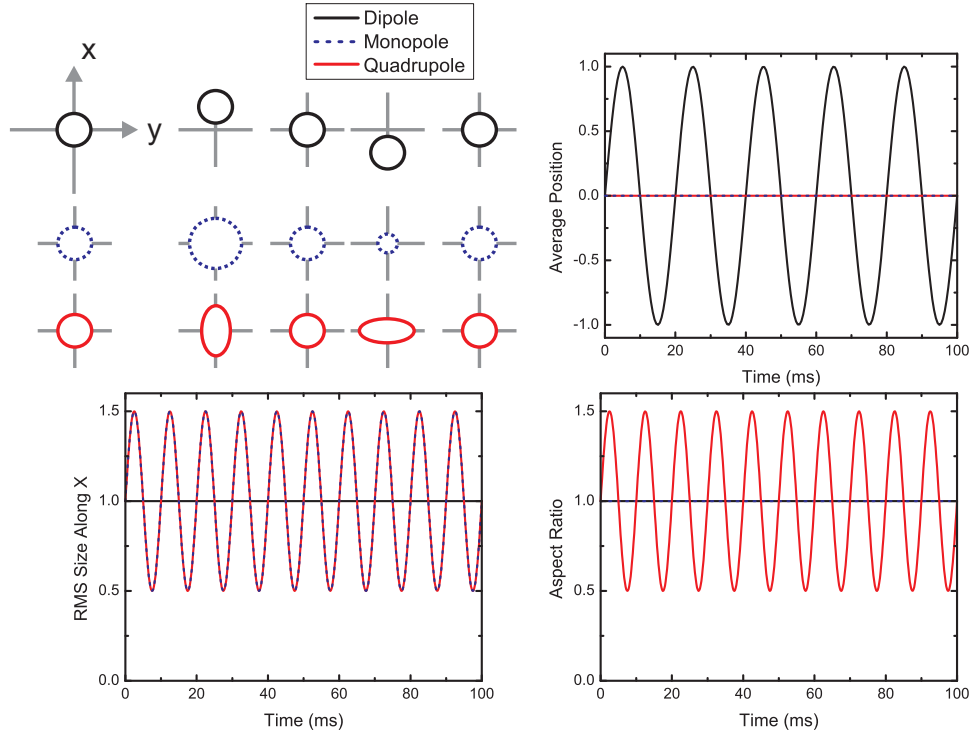 Dipole
Monopole
Quadrupole
x
y
1.0
0.5
0.0
-0.5
-1.0
Average Position
0 20 40 60 80 100
Time (ms)
1.5
1.0
0.5
0.0
RMS Size Along X
0 20 40 60 80 100
Time (ms)
1.5
1.0
0.5
0.0
Aspect Ratio
0 20 40 60 80 100
Time (ms)